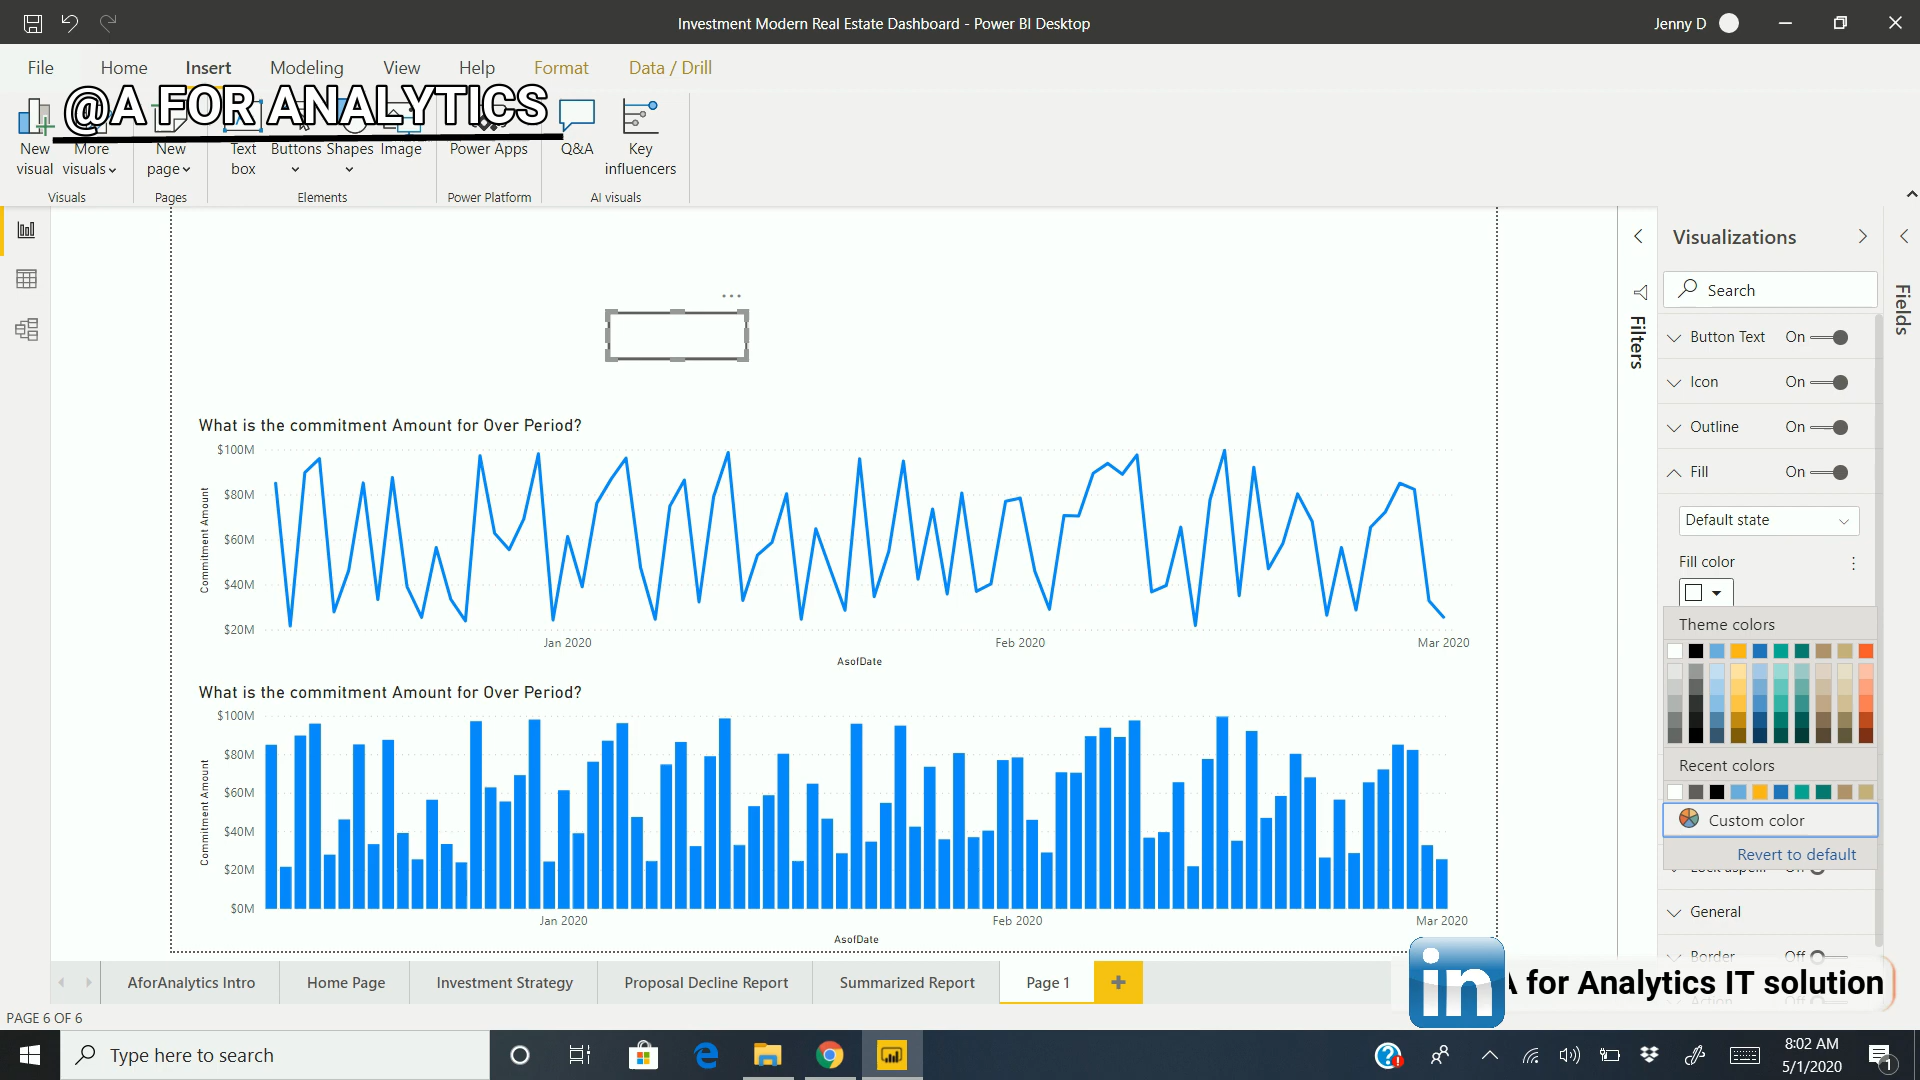 Investment Modern Real Estate Dashboard - Power BI Desktop
Jenny D
File
Home
Insert
Modeling
View
Help
Format
Data / Drill
@A FOR ANALYTICS
New visual
More visuals
New page
Text box
Buttons
Shapes
Image
Power Apps
Q&A
Key influencers
Visuals
Pages
Elements
Power Platform
AI visuals
What is the commitment Amount for Over Period?
$100M
$80M
$60M
$40M
$20M
Commitment Amount
Jan 2020
Feb 2020
Mar 2020
AsofDate
What is the commitment Amount for Over Period?
$100M
$80M
$60M
$40M
$20M
$0M
Commitment Amount
Jan 2020
Feb 2020
Mar 2020
AsofDate
Filters
Visualizations
Fields
Search
Button Text On
Icon On
Outline On
Fill On
Default state
Fill color
Theme colors
Recent colors
Custom color
Revert to default
General
Border Off
in
A for Analytics IT solution
AforAnalytics Intro
Home Page
Investment Strategy
Proposal Decline Report
Summarized Report
Page 1
PAGE 6 OF 6
Type here to search
8:02 AM
5/1/2020
1